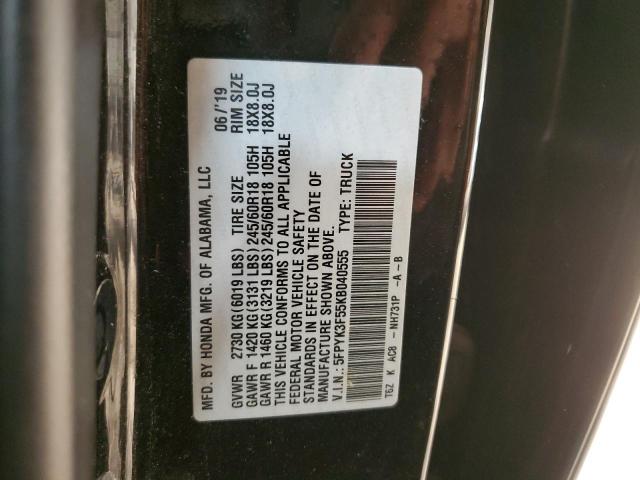 MFD. BY HONDA MFG. OF ALABAMA, LLC 06/'19
GVWR 2730 KG (6019 LBS) TIRE SIZE RIM SIZE
GAWR F 1420 KG (3131 LBS) 245/60R18 105H 18X8.0J
GAWR R 1460 KG (3219 LBS) 245/60R18 105H 18X8.0J
THIS VEHICLE CONFORMS TO ALL APPLICABLE
FEDERAL MOTOR VEHICLE SAFETY
STANDARDS IN EFFECT ON THE DATE OF
MANUFACTURE SHOWN ABOVE.
V.I.N.: 5FPYK3F55KB040555 TYPE: TRUCK
T6Z K AC8 - NH731P -A-B